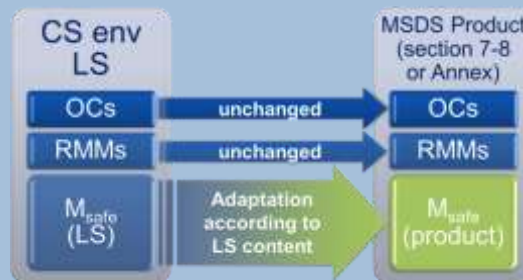 CS env
LS
MSDS Product
(section 7-8
or Annex)
OCs
unchanged
OCs
RMMs
unchanged
RMMs
Msafe
(LS)
Adaptation
according to
LS content
Msafe
(product)